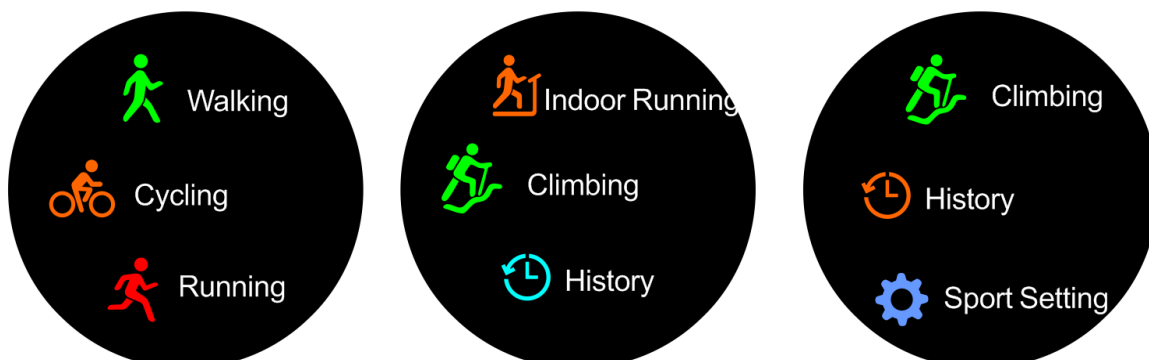 Walking
Cycling
Running
Indoor Running
Climbing
History
Climbing
History
Sport Setting